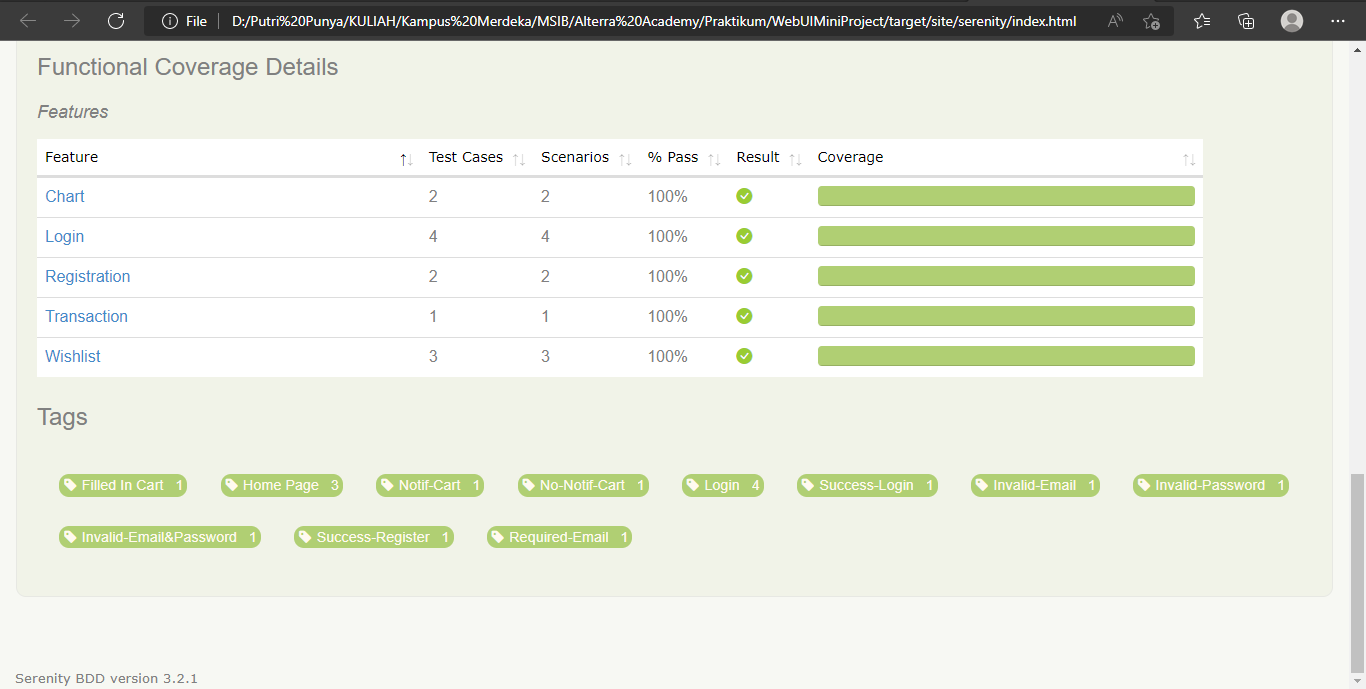 File D:/Putri%20Punya/KULIAH/Kampus%20Merdeka/MSIB/Alterra%20Academy/Praktikum/WebUIMiniProject/target/site/serenity/index.html
Functional Coverage Details
Features
Feature Test Cases Scenarios % Pass Result Coverage
Chart 2 2 100%
Login 4 4 100%
Registration 2 2 100%
Transaction 1 1 100%
Wishlist 3 3 100%
Tags
Filled In Cart 1 Home Page 3 Notif-Cart 1 No-Notif-Cart 1 Login 4 Success-Login 1 Invalid-Email 1 Invalid-Password 1
Invalid-Email&Password 1 Success-Register 1 Required-Email 1
Serenity BDD version 3.2.1